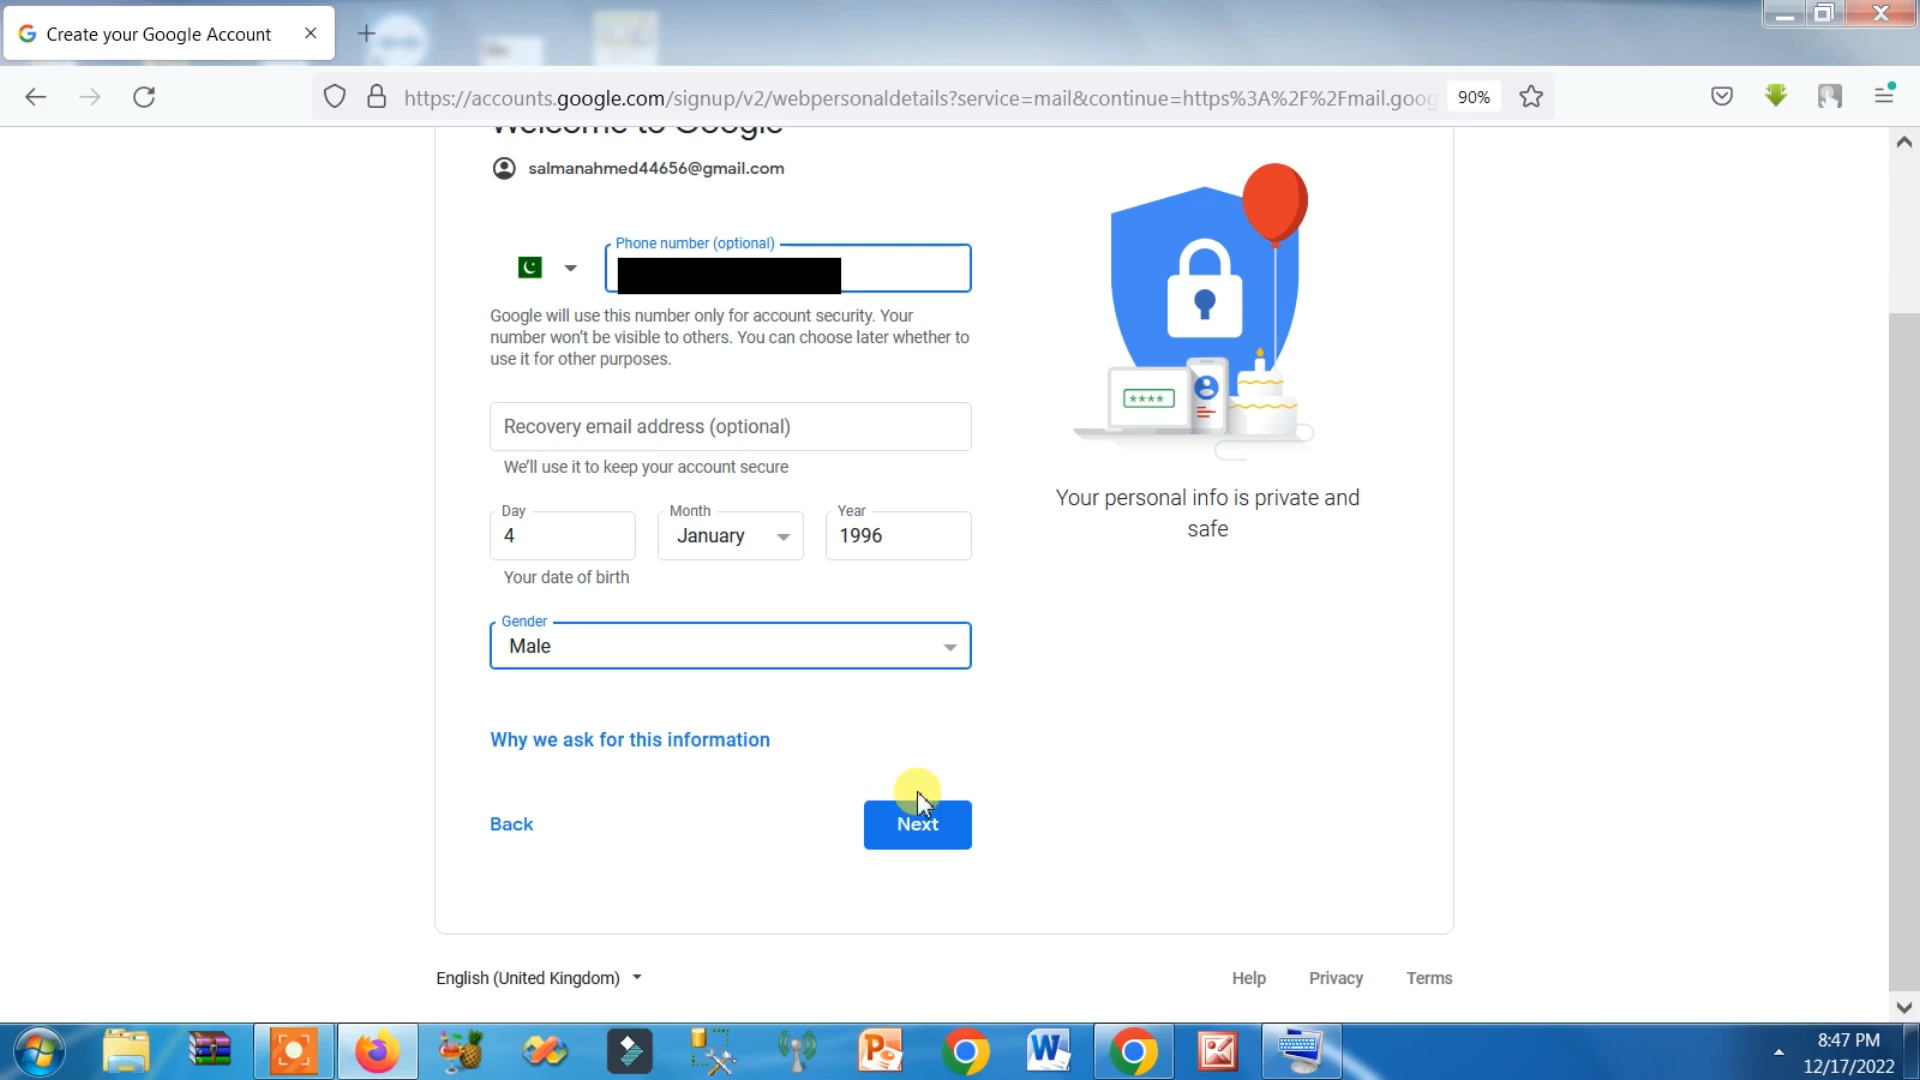 Create your Google Account
https://accounts.google.com/signup/v2/webpersonaldetails?service=mail&continue=https%3A%2F%2Fmail.goog
90%
Welcome to Google
salmanahmed44656@gmail.com
Phone number (optional)
Google will use this number only for account security. Your
number won't be visible to others. You can choose later whether to
use it for other purposes.
Recovery email address (optional)
We'll use it to keep your account secure
Day
Month
Year
4
January
1996
Your date of birth
Gender
Male
Why we ask for this information
Back
Next
****
Your personal info is private and
safe
English (United Kingdom)
Help
Privacy
Terms
8:47 PM
12/17/2022